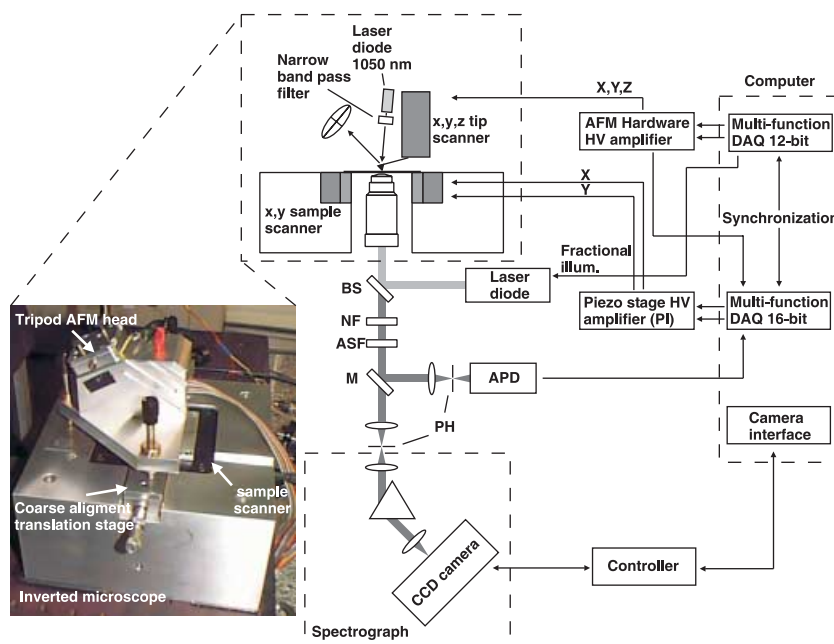 Laser
diode
1050 nm
Narrow
band pass
filter
x,y,z tip
scanner
x,y sample
scanner
X,Y,Z
X
Y
Computer
AFM Hardware
HV amplifier
Multi-function
DAQ 12-bit
Synchronization
Fractional
illum.
Laser
diode
Piezo stage HV
amplifier (PI)
Multi-function
DAQ 16-bit
BS
NF
ASF
M
APD
PH
Camera
interface
CCD camera
Controller
Spectrograph
Tripod AFM head
sample
scanner
Coarse aligment
translation stage
Inverted microscope